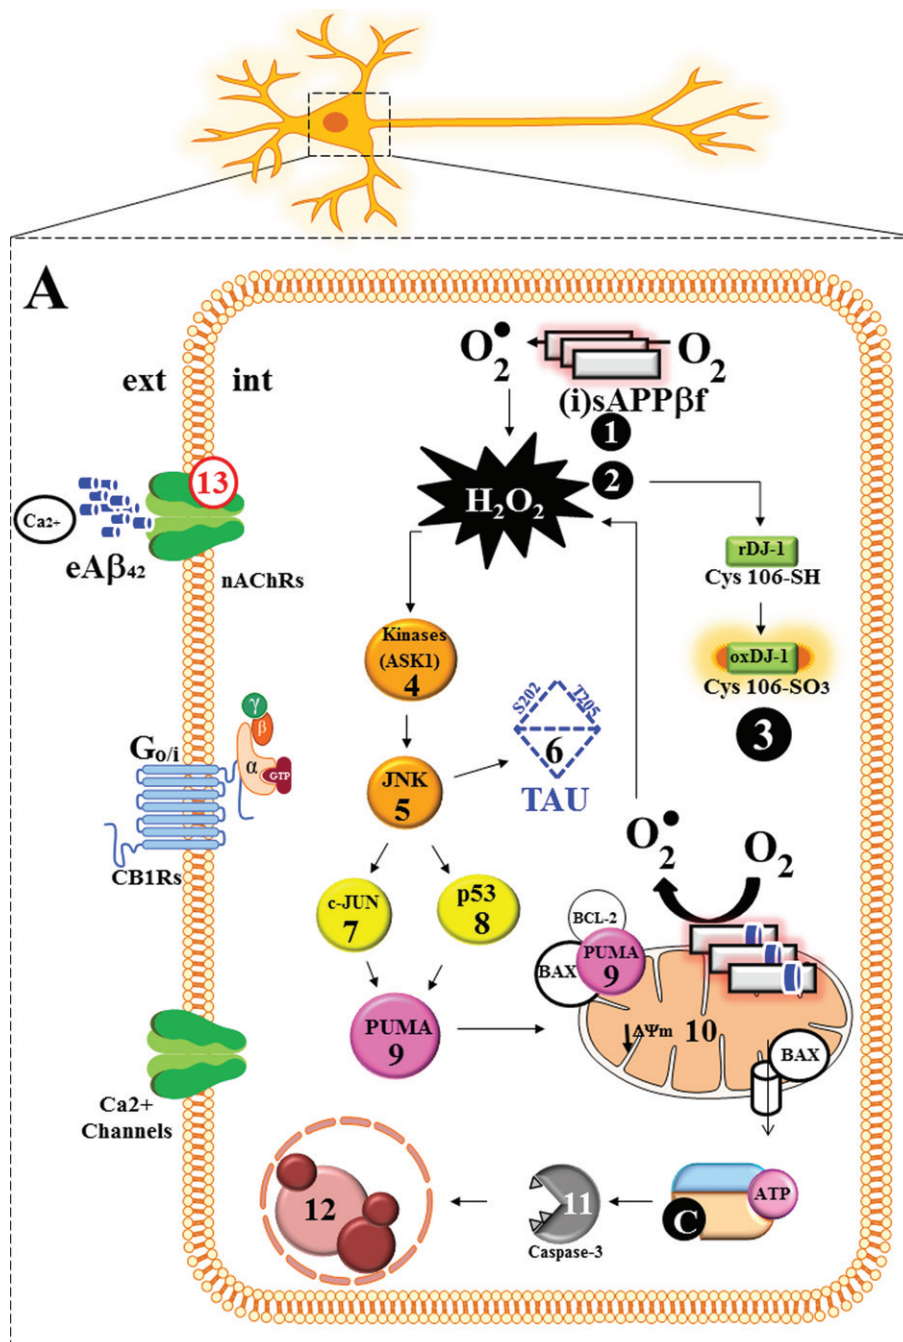 A
ext
int
O2•
O2
(i)sAPPβf
1
2
H2O2
13
Ca2+
eAβ42
nAChRs
rDJ-1
Cys 106-SH
oxDJ-1
Cys 106-SO3
3
Kinases
(ASK1)
4
S202
T205
6
TAU
JNK
5
γ
β
α
GTP
Go/i
CB1Rs
O2•
O2
c-JUN
7
p53
8
BCL-2
PUMA
9
BAX
PUMA
9
ΔΨm
10
BAX
Ca2+
Channels
12
11
Caspase-3
ATP
C